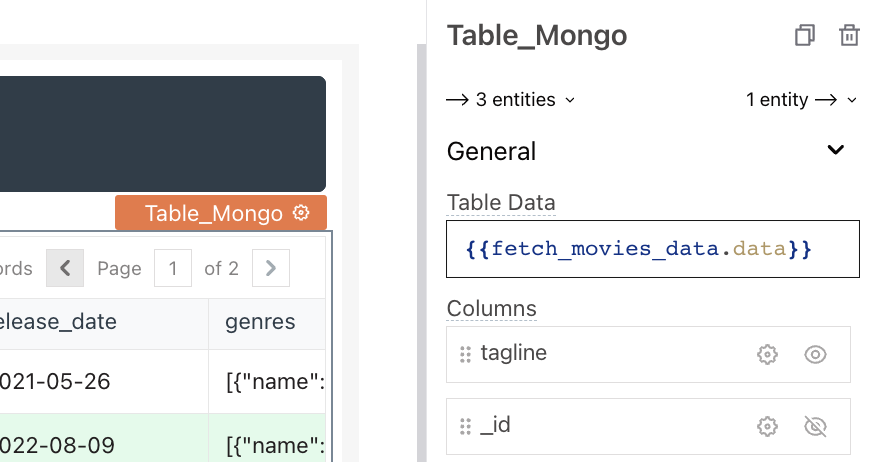 Table_Mongo
3 entities
1 entity
General
Table Data
{{fetch_movies_data.data}}
Columns
tagline
_id
Table_Mongo
ords Page 1 of 2
elease_date genres
021-05-26 [{"name":
022-08-09 [{"name":